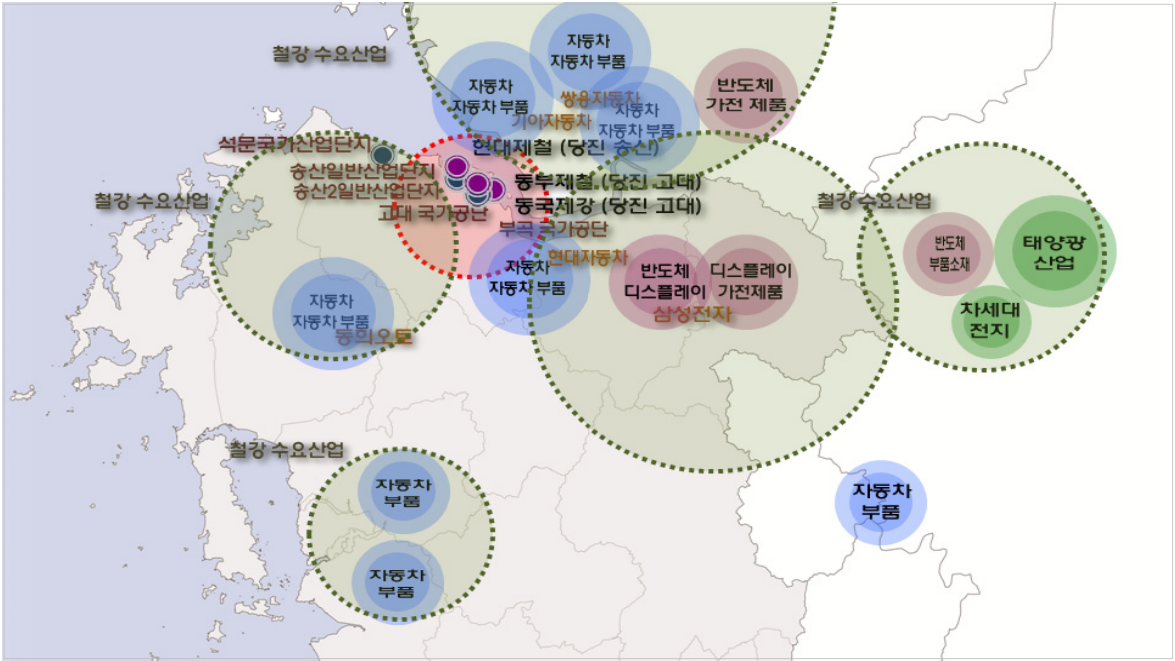 철강 수요산업
자동차
자동차 부품
자동차
자동차 부품
쌍용자동차
기아자동차
자동차
자동차 부품
반도체
가전 제품
석문국가산업단지
현대제철 (당진 송산)
송산일반산업단지
송산2일반산업단지
동부제철 (당진 고대)
동국제강 (당진 고대)
고대 국가공단
부곡 국가공단
철강 수요산업
철강 수요산업
현대자동차
자동차
자동차 부품
반도체
디스플레이
디스플레이
가전제품
삼성전자
반도체
부품소재
태양광
산업
차세대
전지
자동차
자동차 부품
동희오토
철강 수요산업
자동차
부품
자동차
부품
자동차
부품